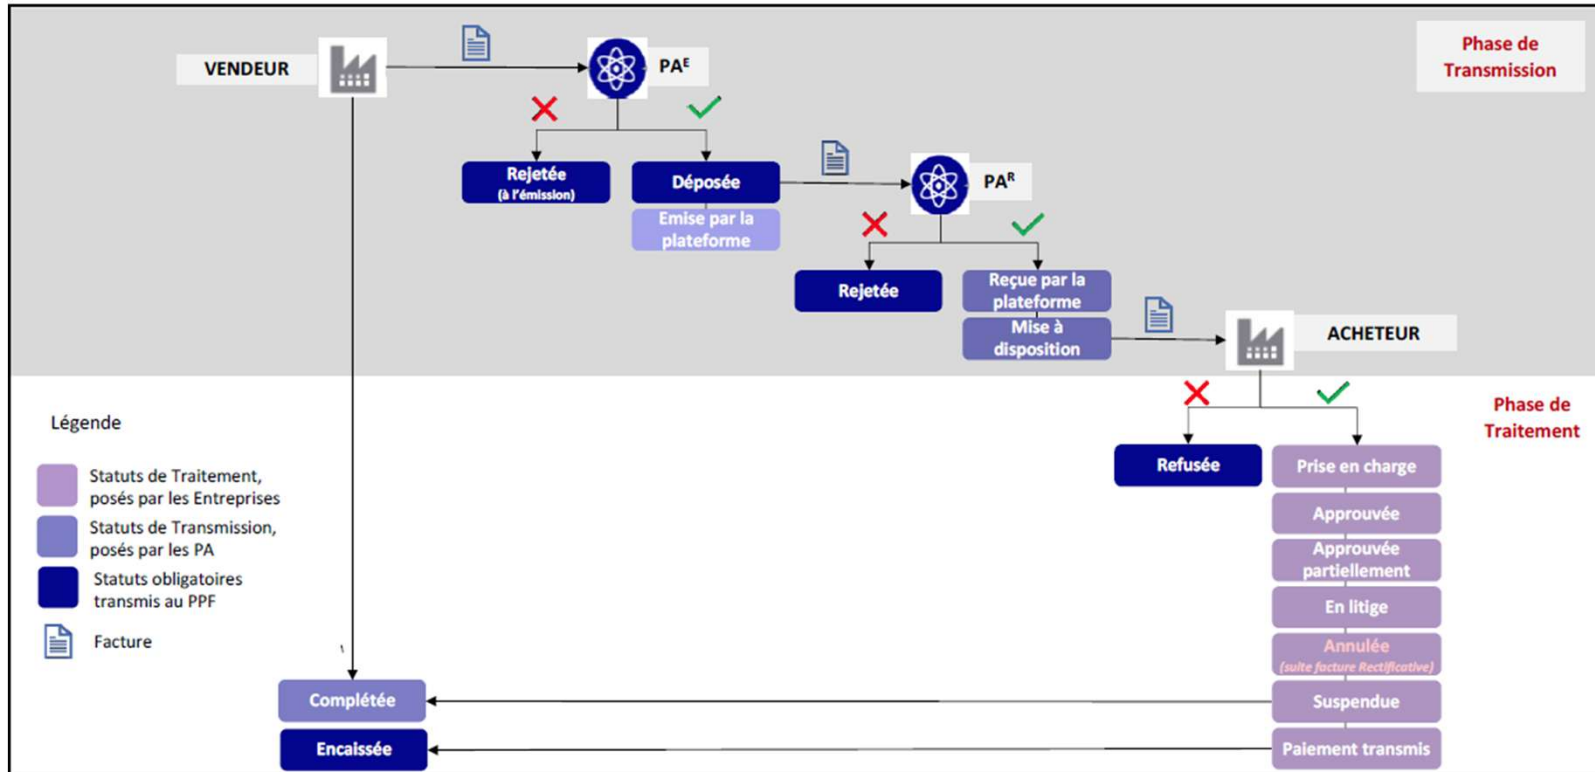 Phase de
Transmission
VENDEUR
PAE
Rejetée
(à l'émission)
Déposée
PAR
Emise par la
plateforme
Rejetée
Reçue par la
plateforme
Mise à
disposition
ACHETEUR
Phase de
Traitement
Légende
Statuts de Traitement,
posés par les Entreprises
Statuts de Transmission,
posés par les PA
Statuts obligatoires
transmis au PPF
Facture
Refusée
Prise en charge
Approuvée
Approuvée
partiellement
En litige
Annulée
(suite facture Rectificative)
Complétée
Suspendue
Encaissée
Paiement transmis